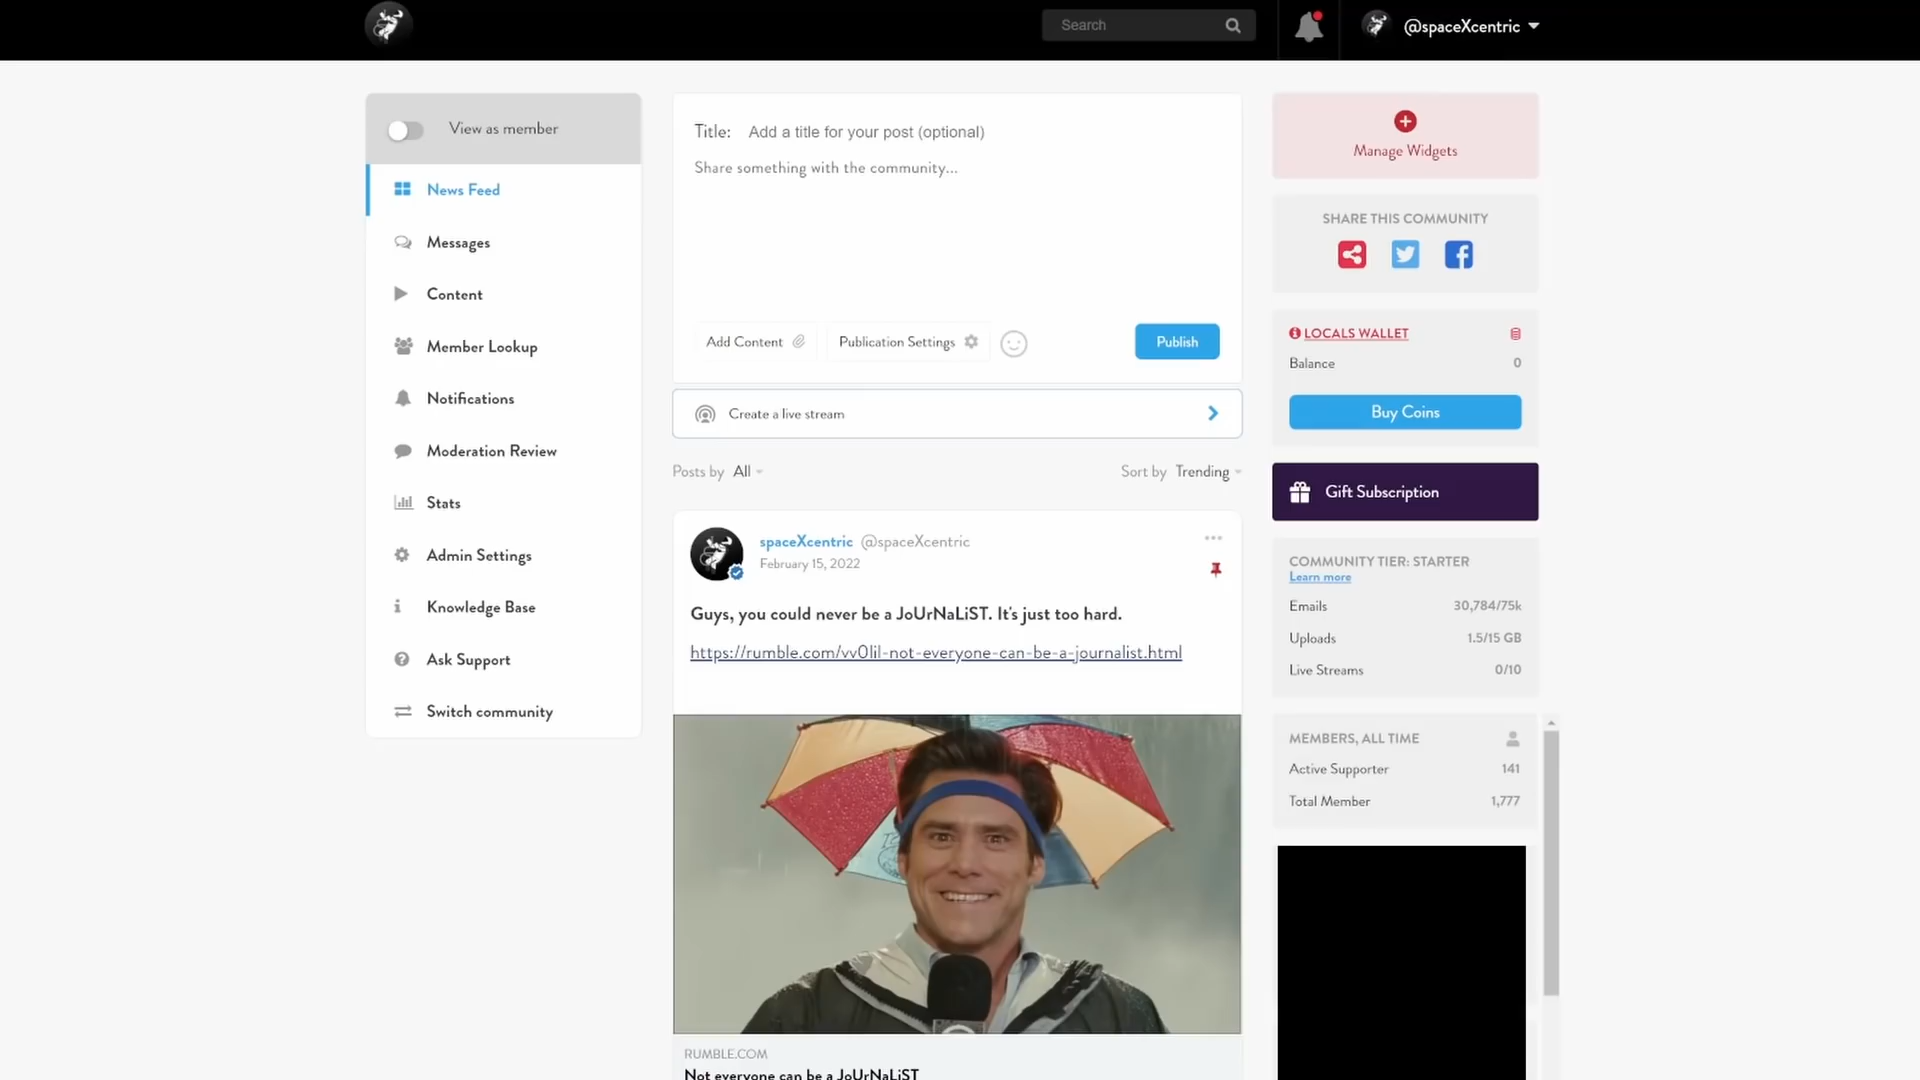 Search
@spaceXcentric
View as member
News Feed
Messages
Content
Member Lookup
Notifications
Moderation Review
Stats
Admin Settings
Knowledge Base
Ask Support
Switch community
Title: Add a title for your post (optional)
Share something with the community...
Add Content
Publication Settings
Publish
Create a live stream
Posts by All
Sort by Trending
spaceXcentric @spaceXcentric
February 15, 2022
Guys, you could never be a JoUrNaLiST. It's just too hard.
https://rumble.com/vv0lil-not-everyone-can-be-a-journalist.html
RUMBLE.COM
Not everyone can be a JoUrNaLiST
Manage Widgets
SHARE THIS COMMUNITY
LOCALS WALLET
Balance 0
Buy Coins
Gift Subscription
COMMUNITY TIER: STARTER
Learn more
Emails 30,784/75k
Uploads 1.5/15 GB
Live Streams 0/10
MEMBERS, ALL TIME
Active Supporter 141
Total Member 1,777